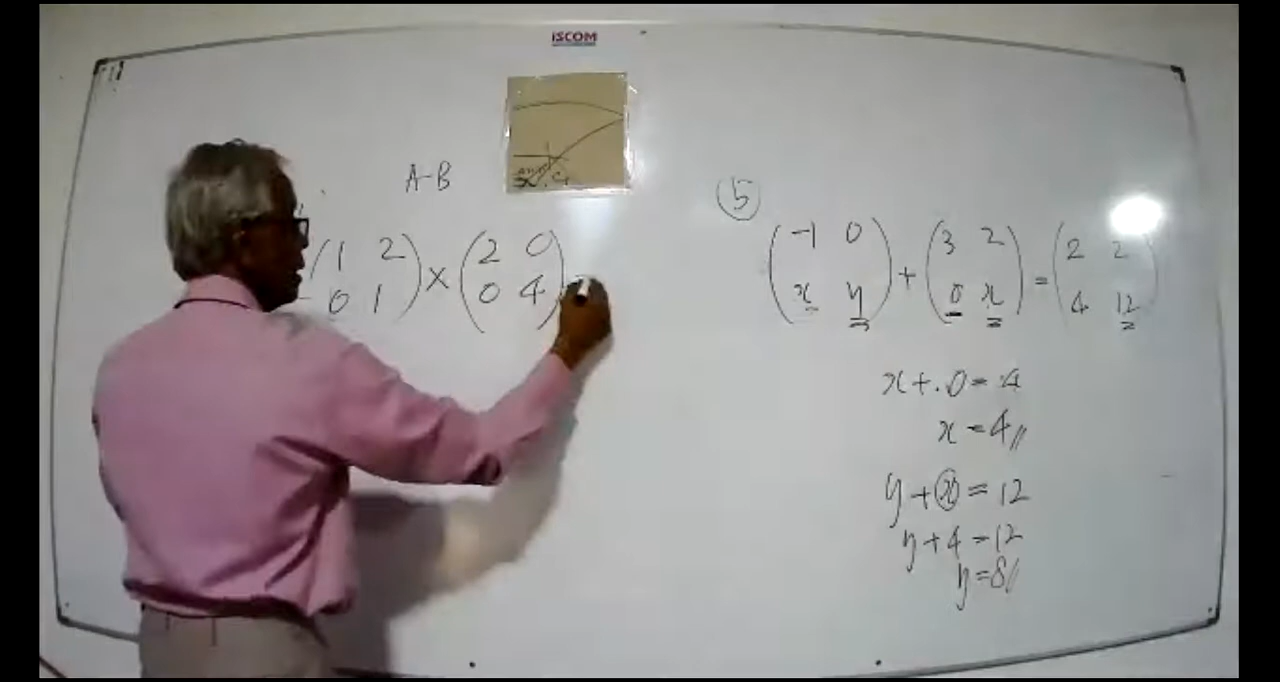 iSCOM
A-B
(1 2
0 1) × (2 0
0 4)
⑤
(-1 0
x y) + (3 2
0 x) = (2 2
4 12)
x + 0 = 4
x = 4//
y + x = 12
y + 4 = 12
y = 8//